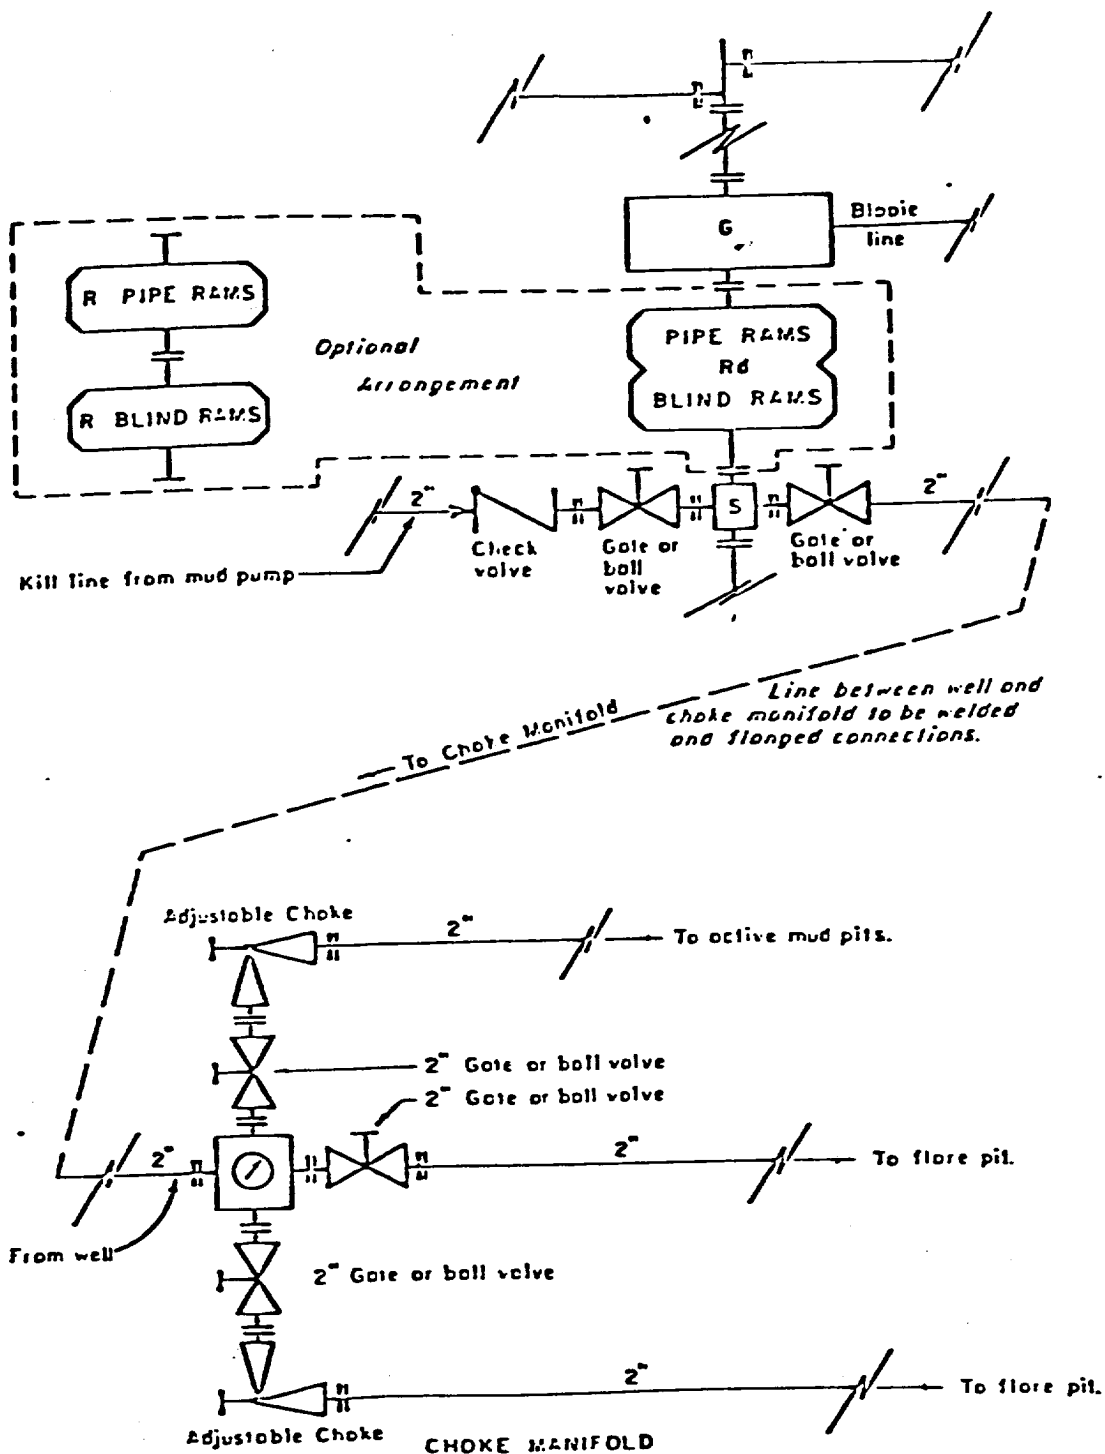 G
Blooie
line
R PIPE RAMS
R BLIND RAMS
Optional
Arrangement
PIPE RAMS
Rd
BLIND RAMS
2"
S
2"
Check
valve
Gate or
ball
valve
Gate or
ball valve
Kill line from mud pump
To Choke Manifold
Line between well and
choke manifold to be welded
and flanged connections.
Adjustable Choke
2"
To active mud pits.
2" Gate or ball valve
2" Gate or ball valve
2"
2"
To flare pit.
From well
2" Gate or ball valve
2"
To flare pit.
Adjustable Choke
CHOKE MANIFOLD